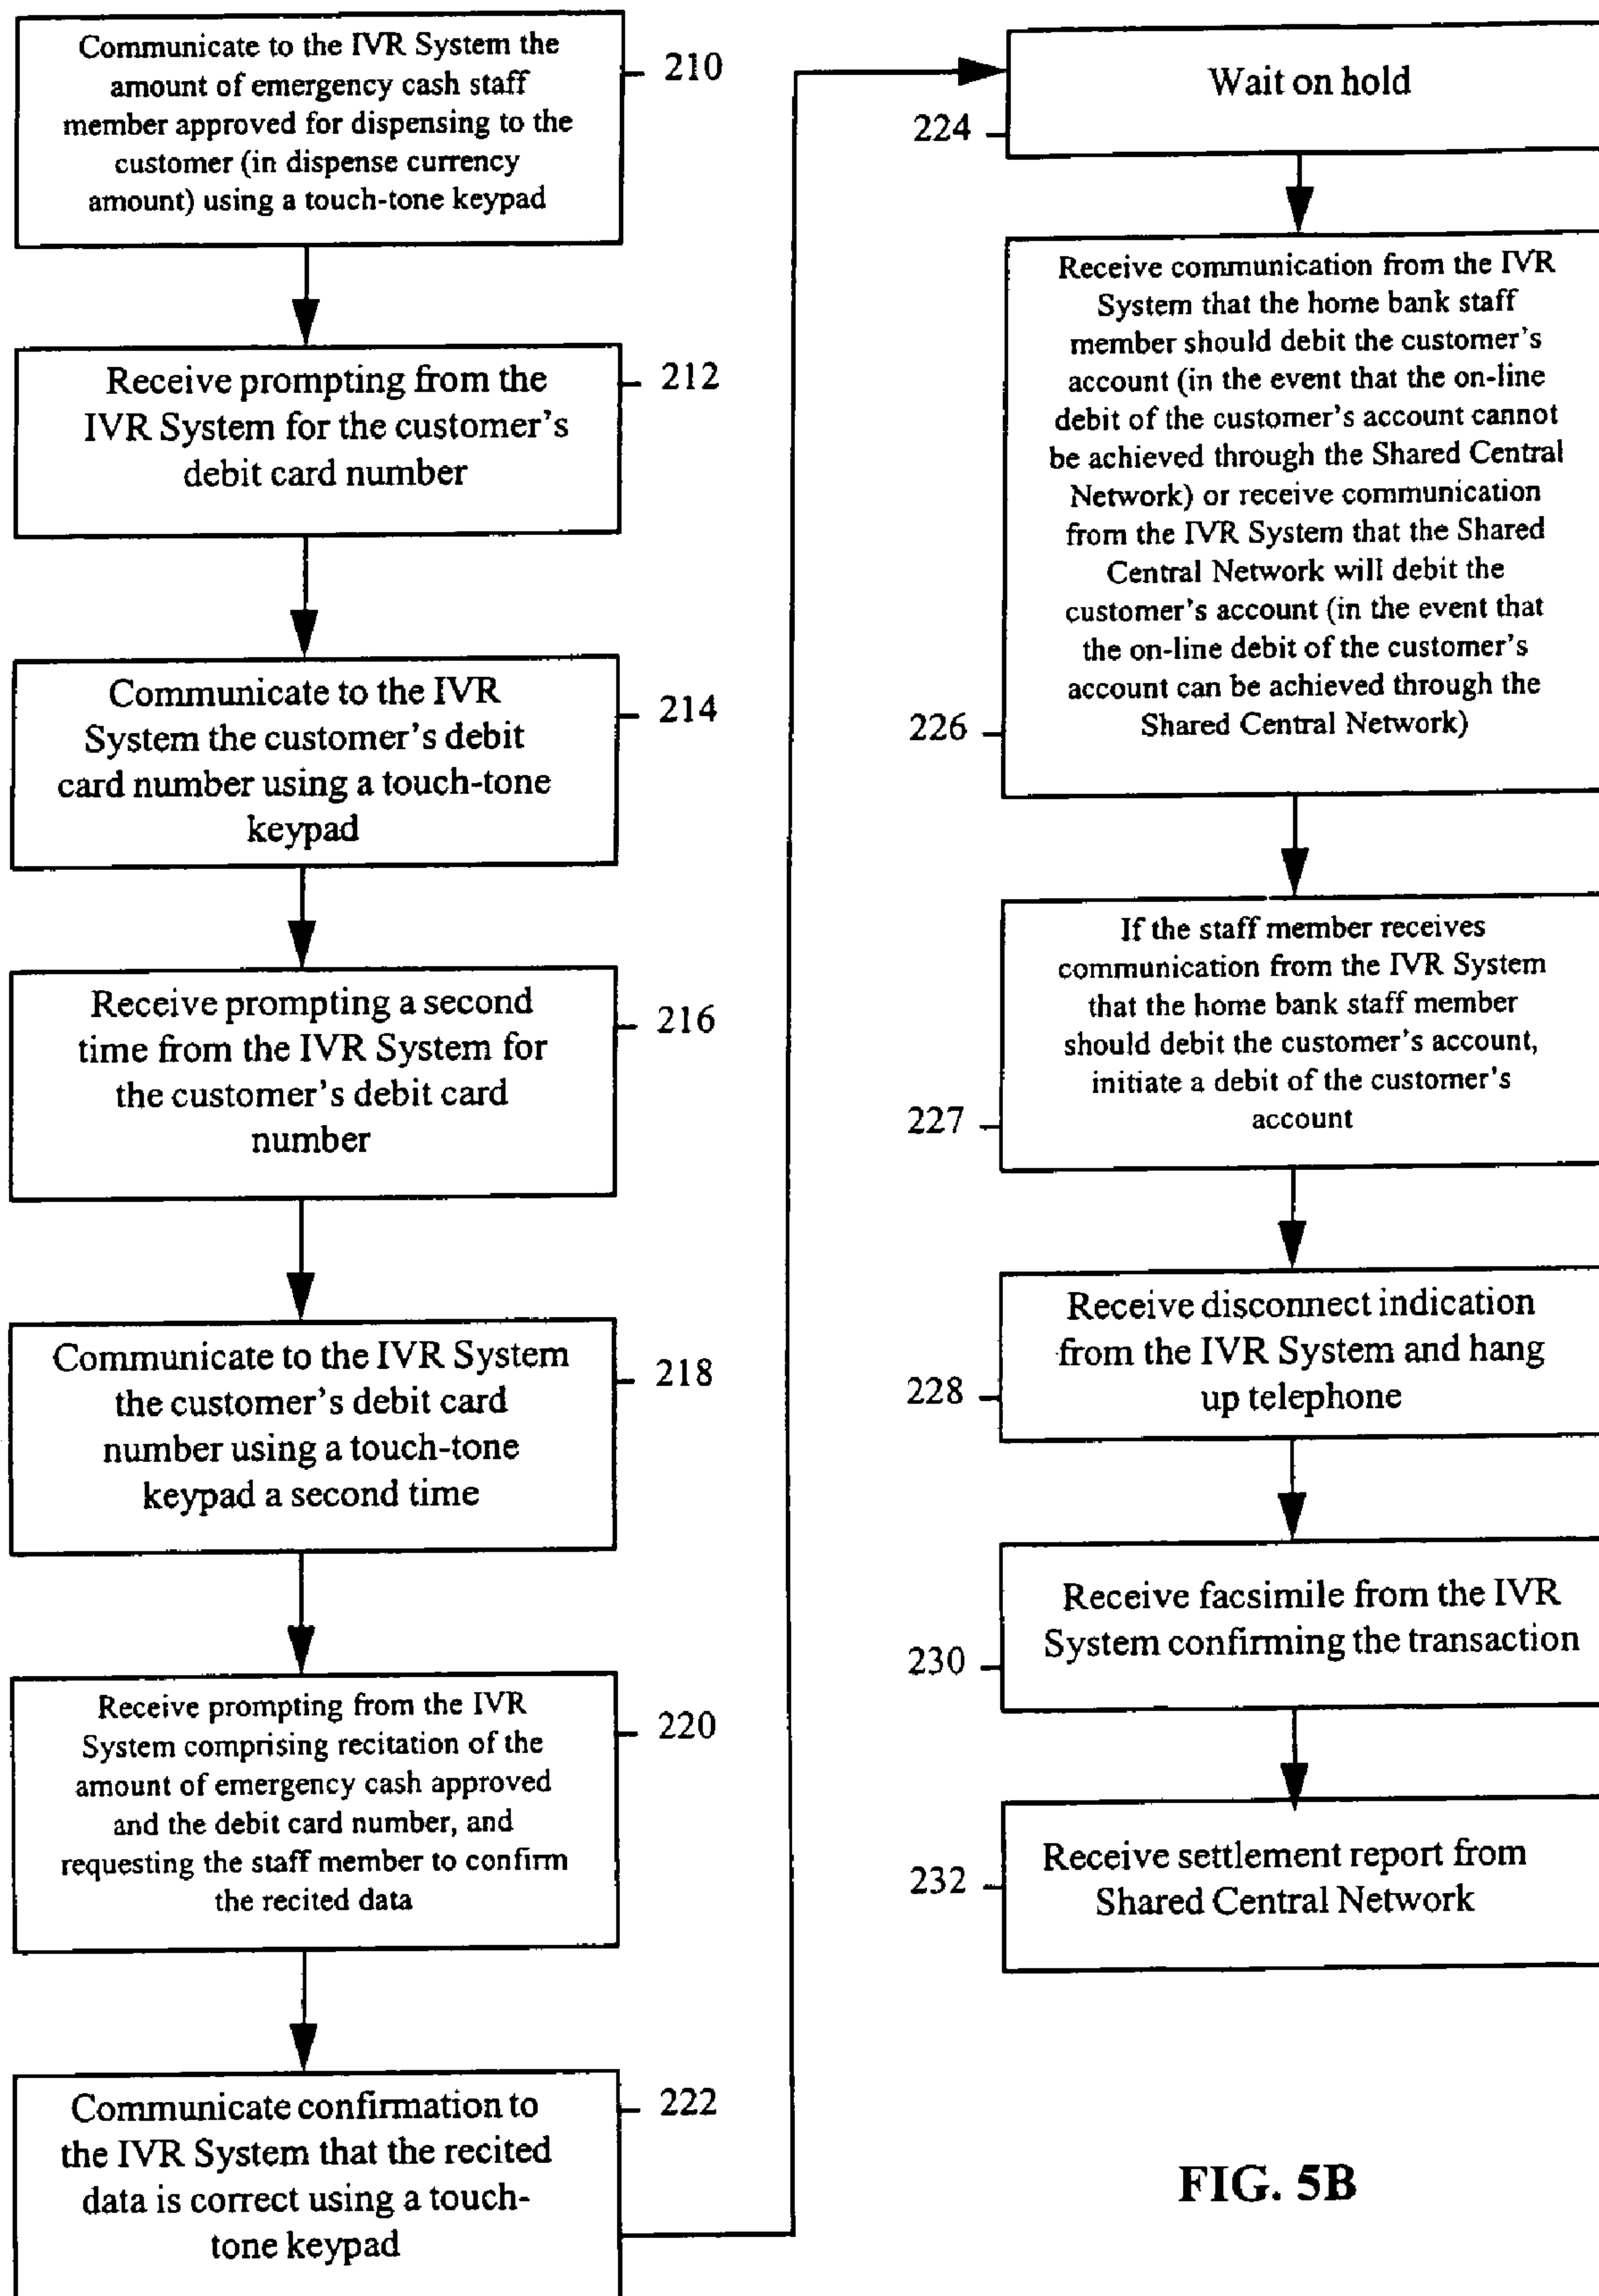 Communicate to the IVR System the
amount of emergency cash staff
member approved for dispensing to the
customer (in dispense currency
amount) using a touch-tone keypad
210
Receive prompting from the
IVR System for the customer's
debit card number
212
Communicate to the IVR
System the customer's debit
card number using a touch-tone
keypad
214
Receive prompting a second
time from the IVR System for
the customer's debit card
number
216
Communicate to the IVR System
the customer's debit card
number using a touch-tone
keypad a second time
218
Receive prompting from the IVR
System comprising recitation of the
amount of emergency cash approved
and the debit card number, and
requesting the staff member to confirm
the recited data
220
Communicate confirmation to
the IVR System that the recited
data is correct using a touch-
tone keypad
222
Wait on hold
224
Receive communication from the IVR
System that the home bank staff
member should debit the customer's
account (in the event that the on-line
debit of the customer's account cannot
be achieved through the Shared Central
Network) or receive communication
from the IVR System that the Shared
Central Network will debit the
customer's account (in the event that
the on-line debit of the customer's
account can be achieved through the
Shared Central Network)
226
If the staff member receives
communication from the IVR System
that the home bank staff member
should debit the customer's account,
initiate a debit of the customer's
account
227
Receive disconnect indication
from the IVR System and hang
up telephone
228
Receive facsimile from the IVR
System confirming the transaction
230
Receive settlement report from
Shared Central Network
232
FIG. 5B